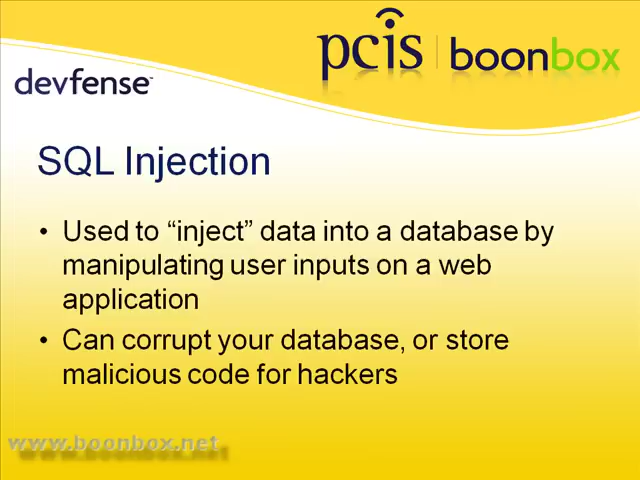 pcis | boonbox
devfense™
SQL Injection
• Used to “inject” data into a database by
manipulating user inputs on a web
application
• Can corrupt your database, or store
malicious code for hackers
www.boonbox.net